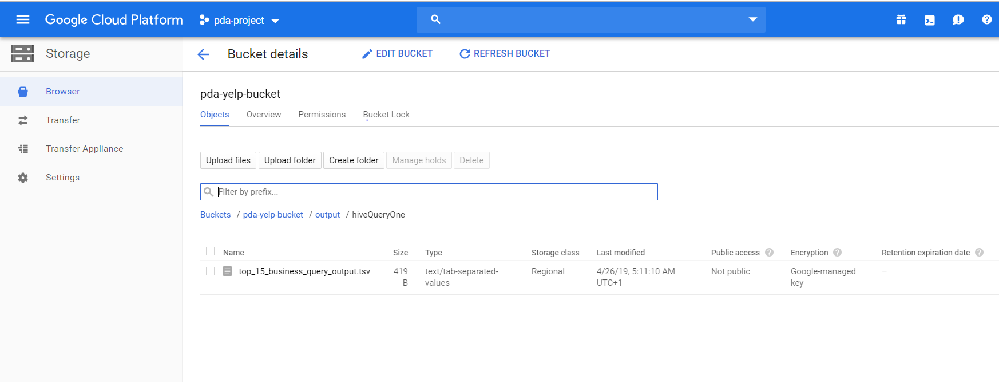 Google Cloud Platform pda-project
Storage
Bucket details EDIT BUCKET REFRESH BUCKET
Browser
Transfer
Transfer Appliance
Settings
pda-yelp-bucket
Objects Overview Permissions Bucket Lock
Upload files Upload folder Create folder Manage holds Delete
Filter by prefix...
Buckets / pda-yelp-bucket / output / hiveQueryOne
Name Size Type Storage class Last modified Public access ? Encryption ? Retention expiration date ?
top_15_business_query_output.tsv 419 text/tab-separated- Regional 4/26/19, 5:11:10 AM Not public Google-managed –
B values UTC+1 key